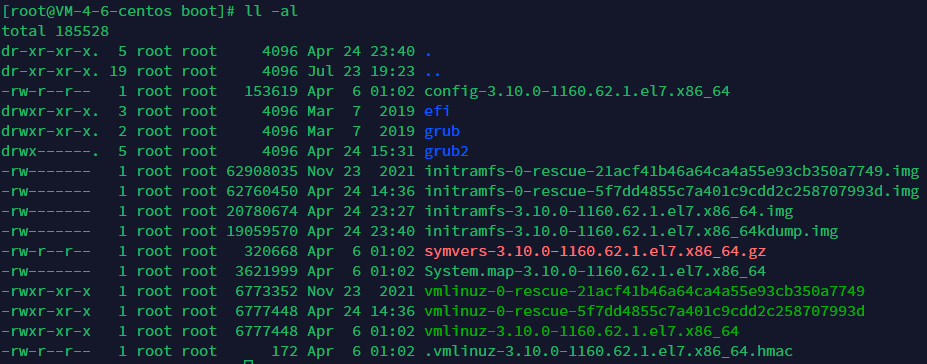 [root@VM-4-6-centos boot]# ll -al
total 185528
dr-xr-xr-x.  5 root root     4096 Apr 24 23:40 .
dr-xr-xr-x. 19 root root     4096 Jul 23 19:23 ..
-rw-r--r--   1 root root   153619 Apr  6 01:02 config-3.10.0-1160.62.1.el7.x86_64
drwxr-xr-x.  3 root root     4096 Mar  7  2019 efi
drwxr-xr-x.  2 root root     4096 Mar  7  2019 grub
drwx------.  5 root root     4096 Apr 24 15:31 grub2
-rw-------   1 root root 62908035 Nov 23  2021 initramfs-0-rescue-21acf41b46a64ca4a55e93cb350a7749.img
-rw-------   1 root root 62760450 Apr 24 14:36 initramfs-0-rescue-5f7dd4855c7a401c9cdd2c258707993d.img
-rw-------   1 root root 20780674 Apr 24 23:27 initramfs-3.10.0-1160.62.1.el7.x86_64.img
-rw-------   1 root root 19059570 Apr 24 23:40 initramfs-3.10.0-1160.62.1.el7.x86_64kdump.img
-rw-r--r--   1 root root   320668 Apr  6 01:02 symvers-3.10.0-1160.62.1.el7.x86_64.gz
-rw-------   1 root root  3621999 Apr  6 01:02 System.map-3.10.0-1160.62.1.el7.x86_64
-rwxr-xr-x   1 root root  6773352 Nov 23  2021 vmlinuz-0-rescue-21acf41b46a64ca4a55e93cb350a7749
-rwxr-xr-x   1 root root  6777448 Apr 24 14:36 vmlinuz-0-rescue-5f7dd4855c7a401c9cdd2c258707993d
-rwxr-xr-x   1 root root  6777448 Apr  6 01:02 vmlinuz-3.10.0-1160.62.1.el7.x86_64
-rw-r--r--   1 root root      172 Apr  6 01:02 .vmlinuz-3.10.0-1160.62.1.el7.x86_64.hmac